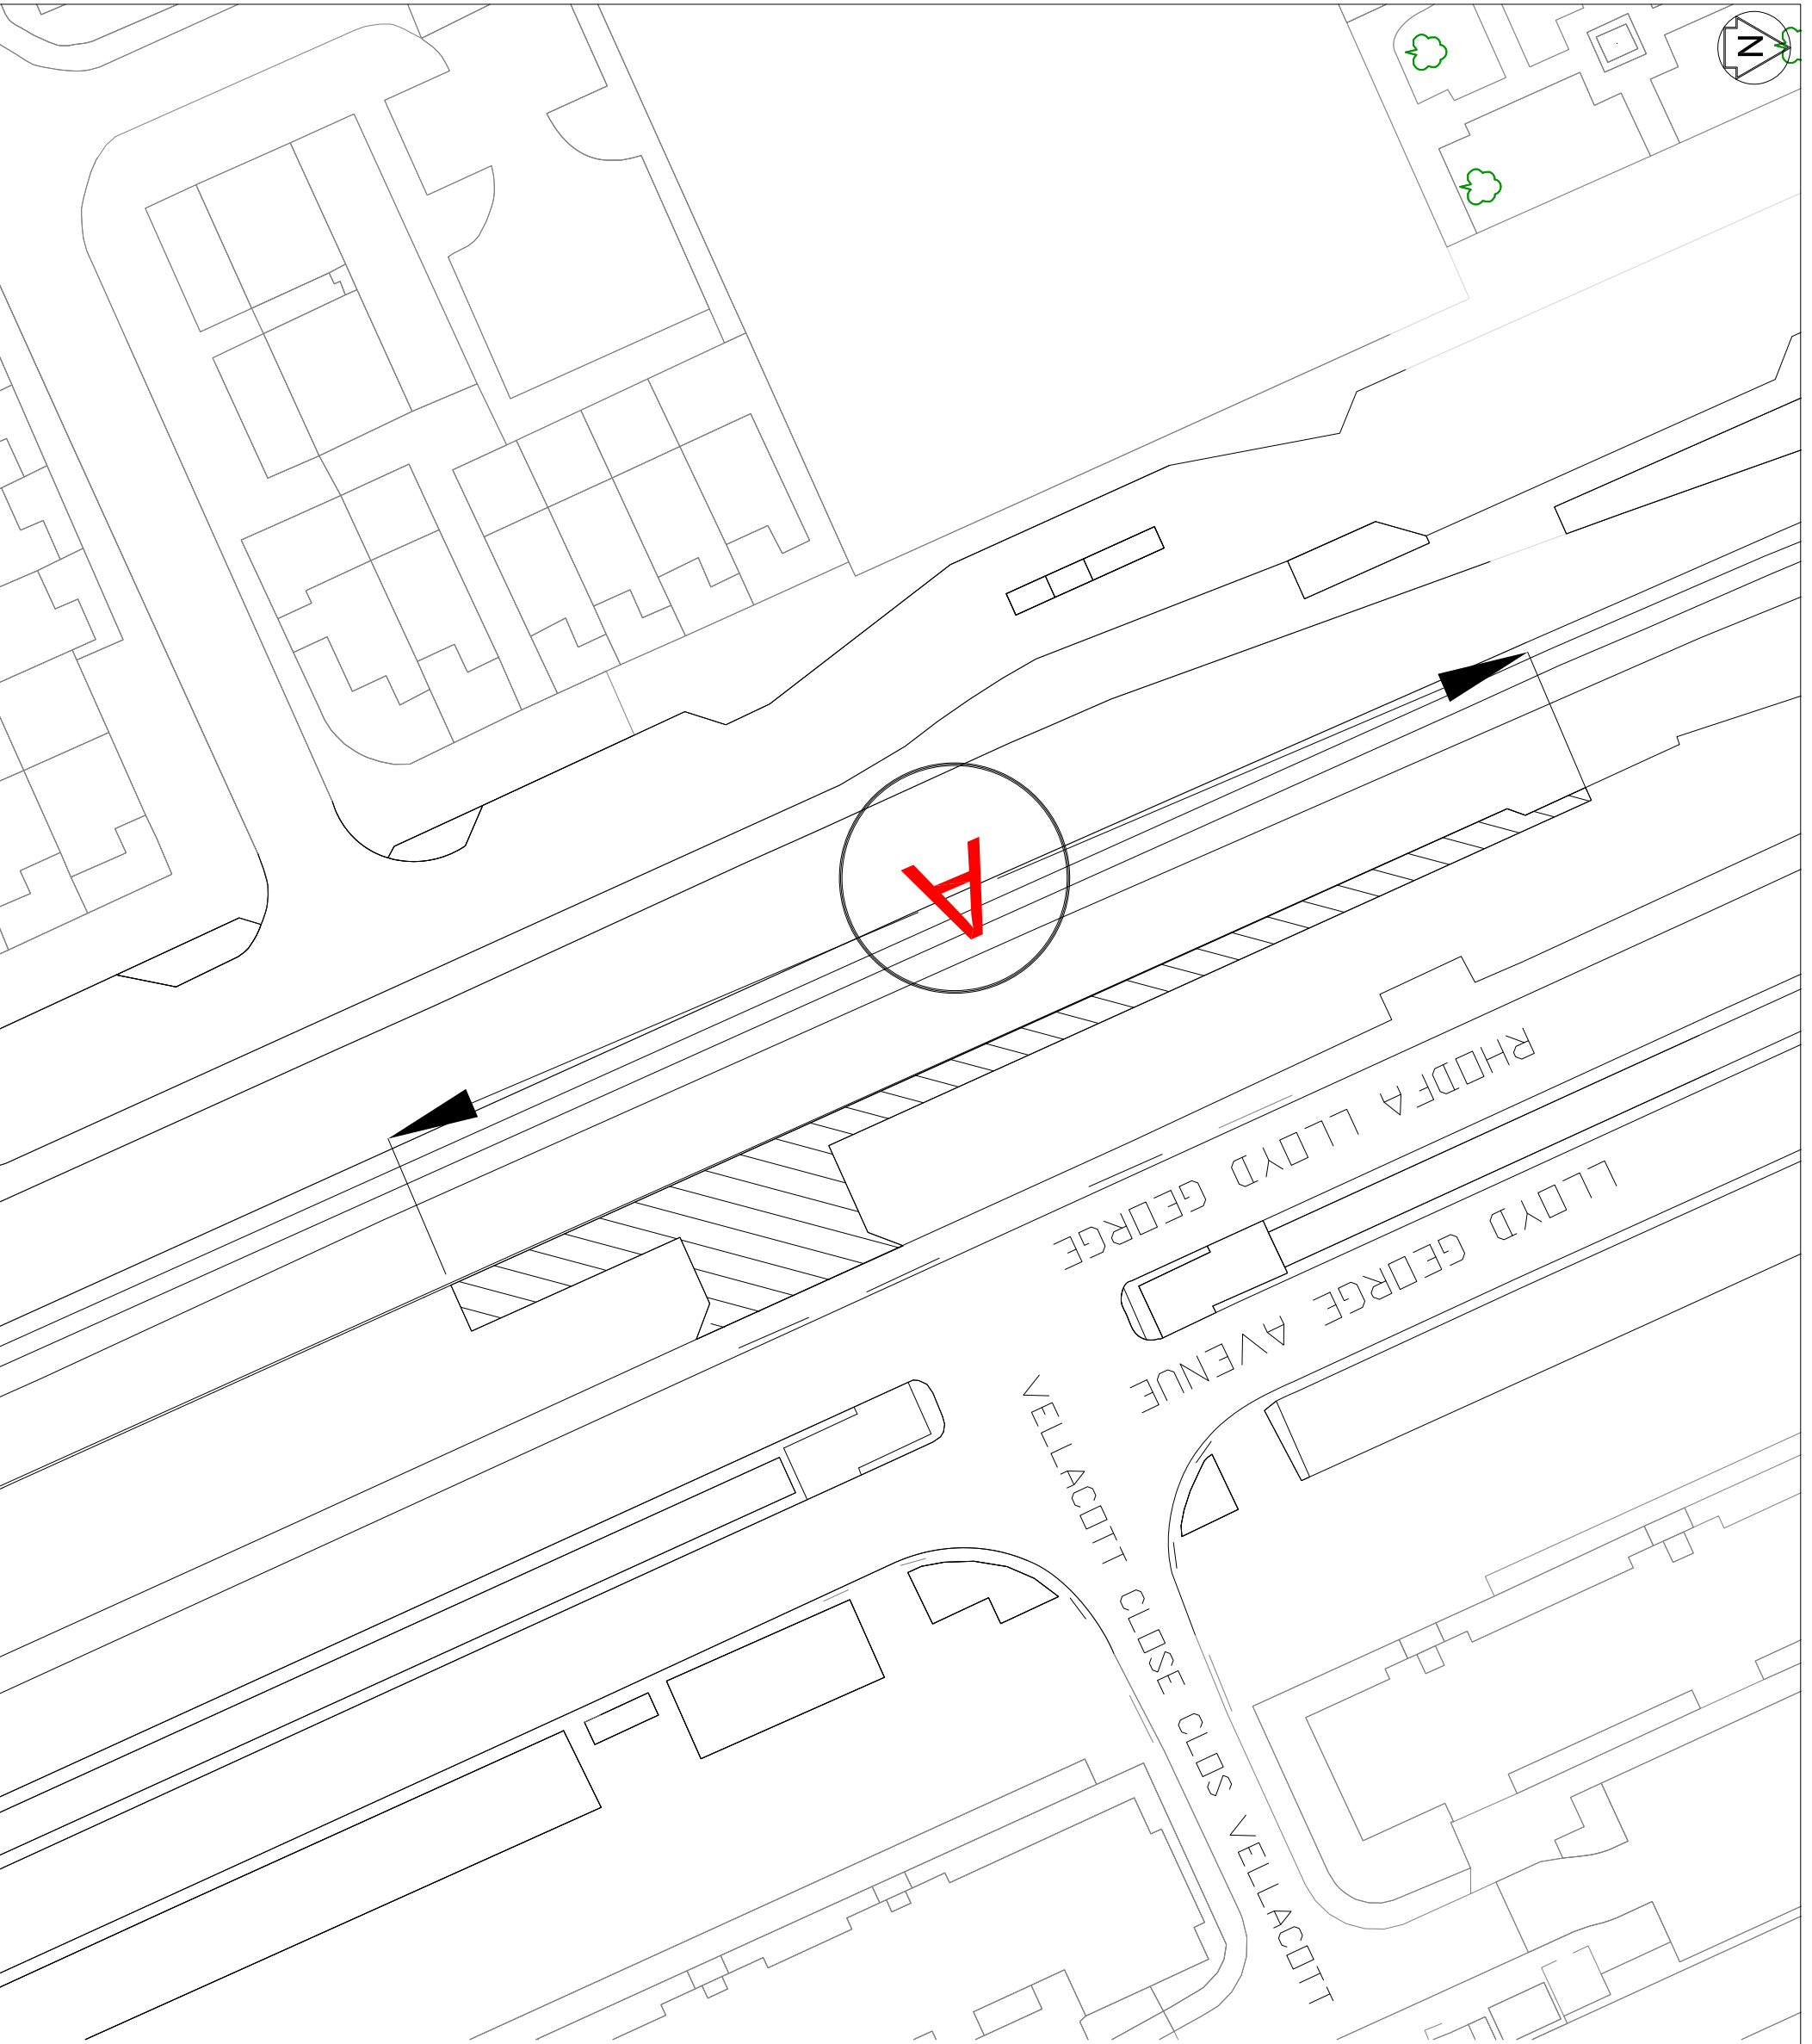 N
A
RHODFA LLOYD GEORGE
LLOYD GEORGE AVENUE
VELLACOTT CLOSE CLOS VELLACOTT